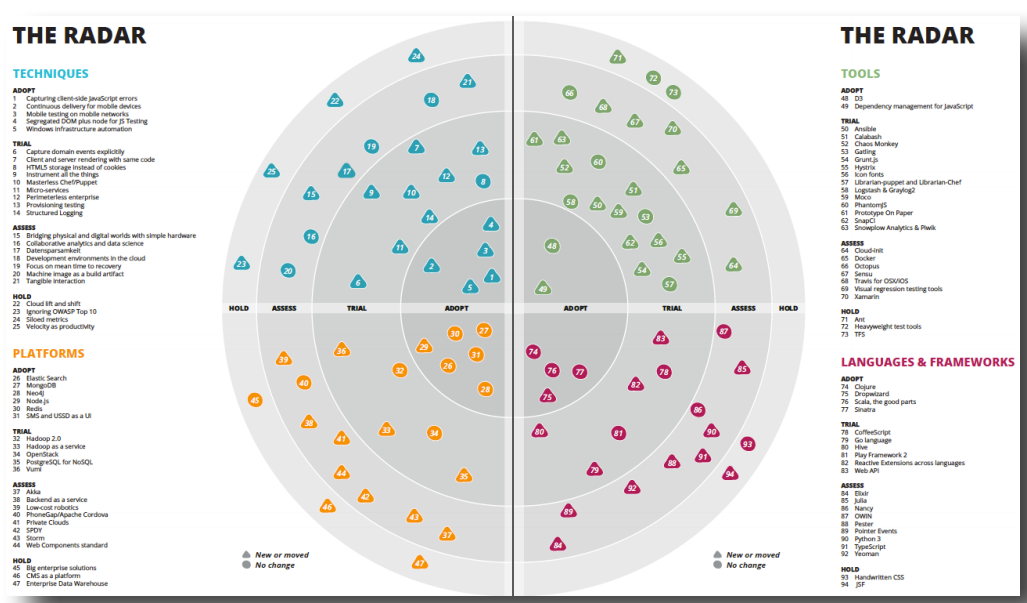 THE RADAR
TECHNIQUES
ADOPT
1 Capturing client-side JavaScript errors
2 Continuous delivery for mobile devices
3 Mobile testing on mobile networks
4 Segregated DOM plus node for JS Testing
5 Windows infrastructure automation
TRIAL
6 Capture domain events explicitily
7 Client and server rendering with same code
8 HTML5 storage instead of cookies
9 Instrument all the things
10 Masterless Chef/Puppet
11 Micro-services
12 Perimeterless enterprise
13 Provisioning testing
14 Structured Logging
ASSESS
15 Bridging physical and digital worlds with simple hardware
16 Collaborative analytics and data science
17 Datensparsamkeit
18 Development environments in the cloud
19 Focus on mean time to recovery
20 Machine image as a build artifact
21 Tangible interaction
HOLD
22 Cloud lift and shift
23 Ignoring OWASP Top 10
24 Siloed metrics
25 Velocity as productivity
PLATFORMS
ADOPT
26 Elastic Search
27 MongoDB
28 Neo4J
29 Node.js
30 Redis
31 SMS and USSD as a UI
TRIAL
32 Hadoop 2.0
33 Hadoop as a service
34 OpenStack
35 PostgreSQL for NoSQL
36 Vumi
ASSESS
37 Akka
38 Backend as a service
39 Low-cost robotics
40 PhoneGap/Apache Cordova
41 Private Clouds
42 SPDY
43 Storm
44 Web Components standard
HOLD
45 Big enterprise solutions
46 CMS as a platform
47 Enterprise Data Warehouse
24
21
22
18
19
7
13
25
17
12
8
15
9
10
14
4
16
11
3
23
20
2
1
6
5
HOLD ASSESS TRIAL ADOPT
30
27
36
29
31
39
32
26
40
28
45
38
33
34
41
44
35
42
46
43
37
47
New or moved
No change
71
72
66
73
68
67
70
61
63
52
60
65
51
58
50
59
53
69
48
62
56
55
54
64
49
57
ADOPT TRIAL ASSESS HOLD
87
83
74
76
77
78
85
82
75
86
80
81
90
93
91
88
79
94
92
89
84
New or moved
No change
THE RADAR
TOOLS
ADOPT
48 D3
49 Dependency management for JavaScript
TRIAL
50 Ansible
51 Calabash
52 Chaos Monkey
53 Gatling
54 Grunt.js
55 Hystrix
56 Icon fonts
57 Librarian-puppet and Librarian-Chef
58 Logstash & Graylog2
59 Moco
60 PhantomJS
61 Prototype On Paper
62 SnapCI
63 Snowplow Analytics & Piwik
ASSESS
64 Cloud-init
65 Docker
66 Octopus
67 Sensu
68 Travis for OSX/iOS
69 Visual regression testing tools
70 Xamarin
HOLD
71 Ant
72 Heavyweight test tools
73 TFS
LANGUAGES & FRAMEWORKS
ADOPT
74 Clojure
75 Dropwizard
76 Scala, the good parts
77 Sinatra
TRIAL
78 CoffeeScript
79 Go language
80 Hive
81 Play Framework 2
82 Reactive Extensions across languages
83 Web API
ASSESS
84 Elixir
85 Julia
86 Nancy
87 OWIN
88 Pester
89 Pointer Events
90 Python 3
91 TypeScript
92 Yeoman
HOLD
93 Handwritten CSS
94 JSF